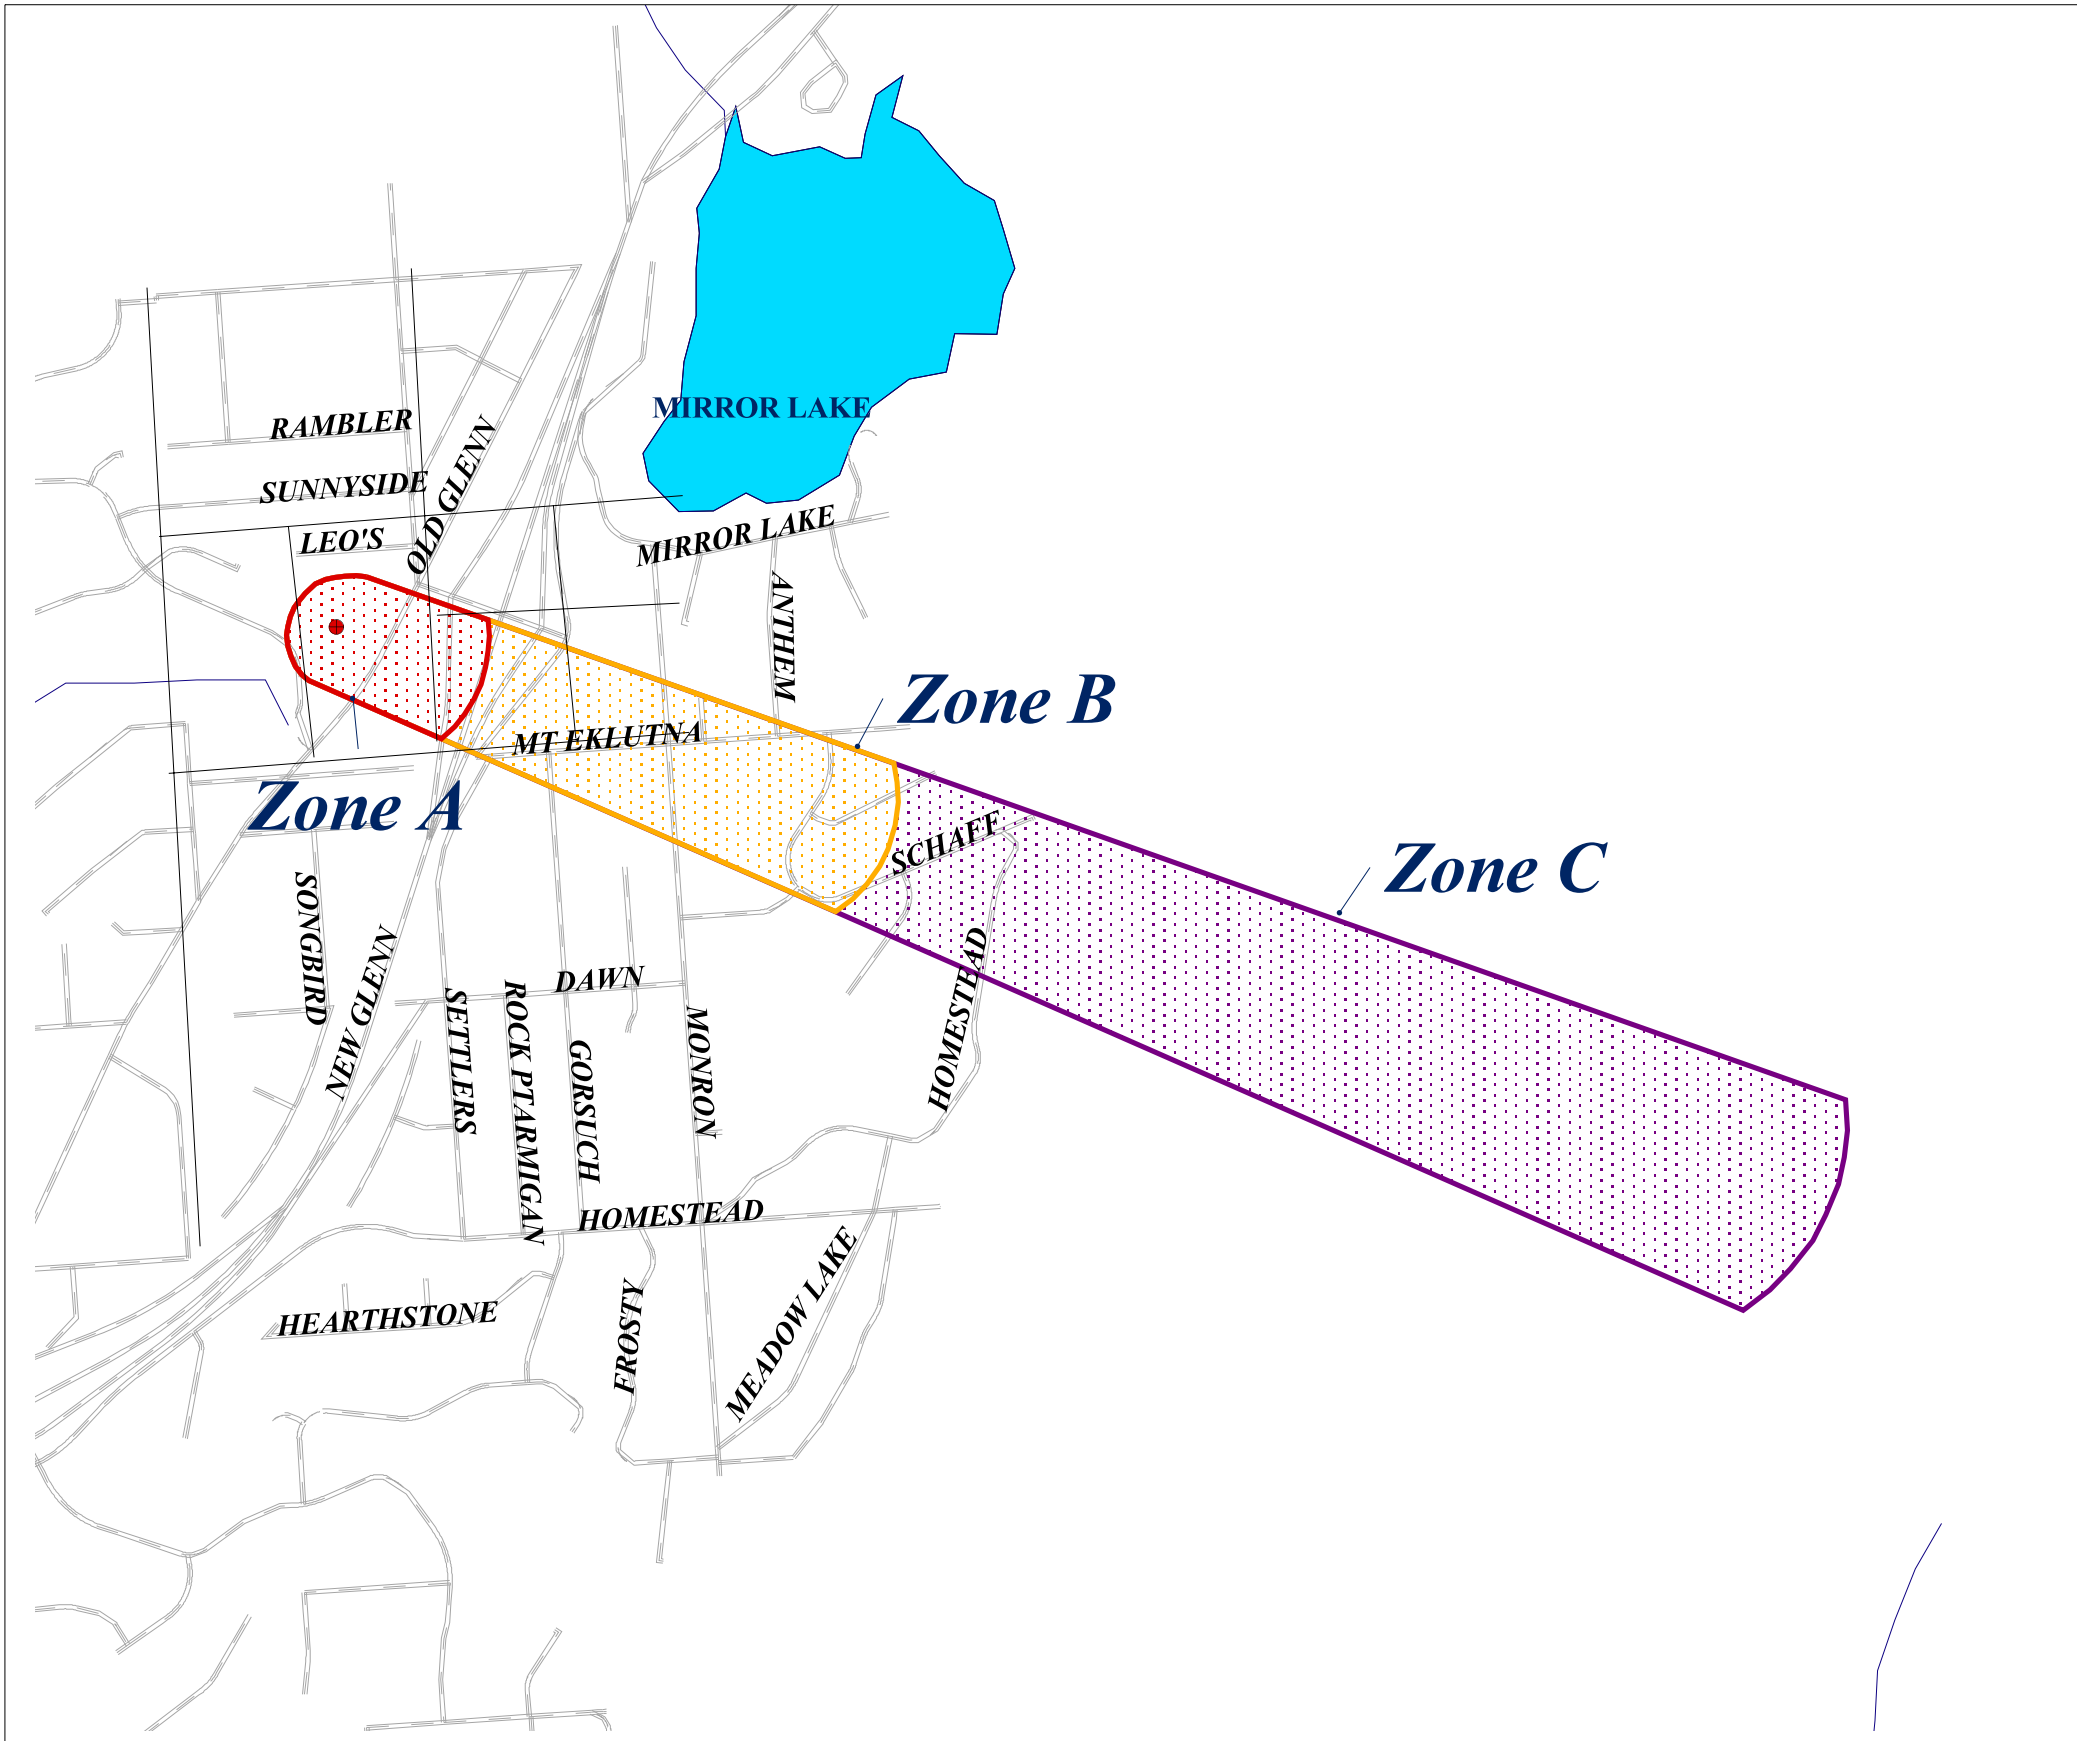 MIRROR LAKE
RAMBLER
OLD GLENN
SUNNYSIDE
LEO'S
MIRROR LAKE
ANTHEM
Zone B
MT EKLUTNA
Zone A
SCHAFF
Zone C
SONGBIRD
NEW GLENN
HOMESTEAD
DAWN
SETTLERS
ROCK PTARMIGAN
GORSUCH
MONRON
HOMESTEAD
MEADOW LAKE
FROSTY
HEARTHSTONE